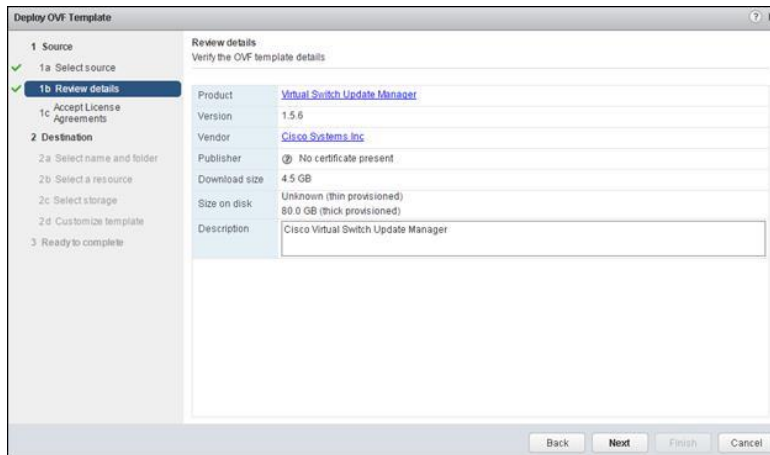 Deploy OVF Template
?
1 Source
1a Select source
1b Review details
1c Accept License Agreements
2 Destination
2a Select name and folder
2b Select a resource
2c Select storage
2d Customize template
3 Ready to complete
Review details
Verify the OVF template details
Product Virtual Switch Update Manager
Version 1.5.6
Vendor Cisco Systems Inc
Publisher No certificate present
Download size 4.5 GB
Size on disk Unknown (thin provisioned)
80.0 GB (thick provisioned)
Description Cisco Virtual Switch Update Manager
Back Next Finish Cancel